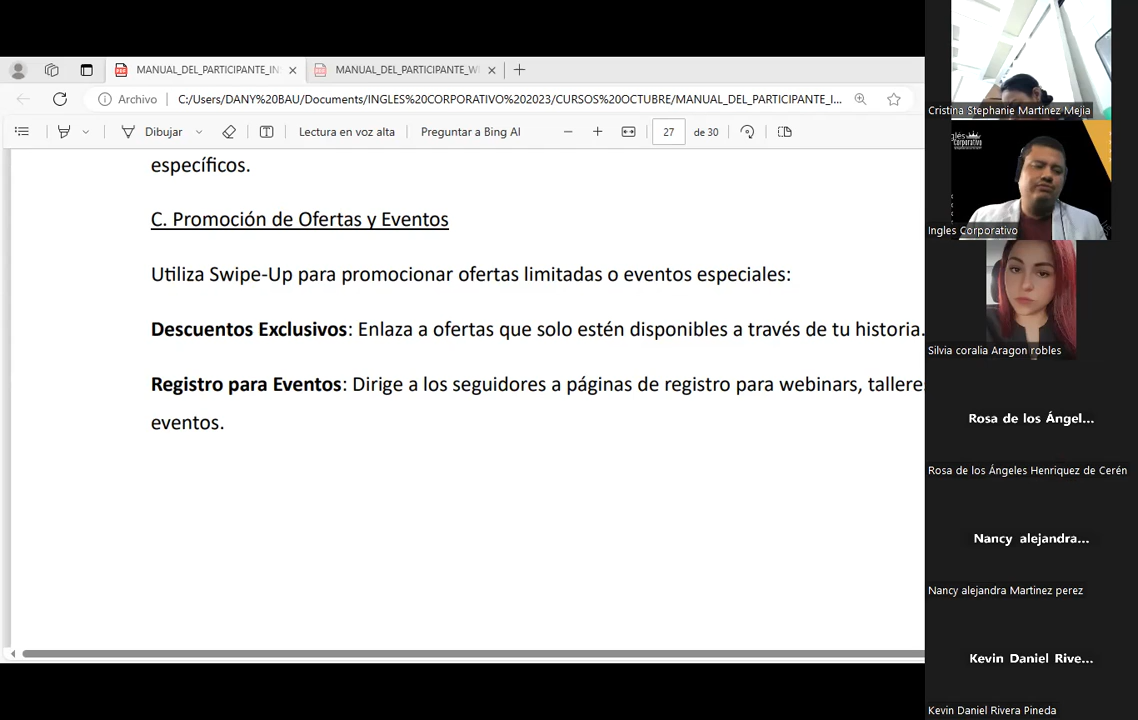 MANUAL_DEL_PARTICIPANTE_IN
MANUAL_DEL_PARTICIPANTE_W
Archivo
C:/Users/DANY%20BAU/Documents/INGLES%20CORPORATIVO%202023/CURSOS%20OCTUBRE/MANUAL_DEL_PARTICIPANTE_I...
Dibujar
Lectura en voz alta
Preguntar a Bing AI
27
de 30
específicos.
C. Promoción de Ofertas y Eventos
Utiliza Swipe-Up para promocionar ofertas limitadas o eventos especiales:
Descuentos Exclusivos: Enlaza a ofertas que solo estén disponibles a través de tu historia.
Registro para Eventos: Dirige a los seguidores a páginas de registro para webinars, tallere
eventos.
Cristina Stephanie Martinez Mejia
glés
corporativo
Ingles Corporativo
Silvia coralia Aragon robles
Rosa de los Ángel...
Rosa de los Ángeles Henriquez de Cerén
Nancy alejandra...
Nancy alejandra Martinez perez
Kevin Daniel Rive...
Kevin Daniel Rivera Pineda